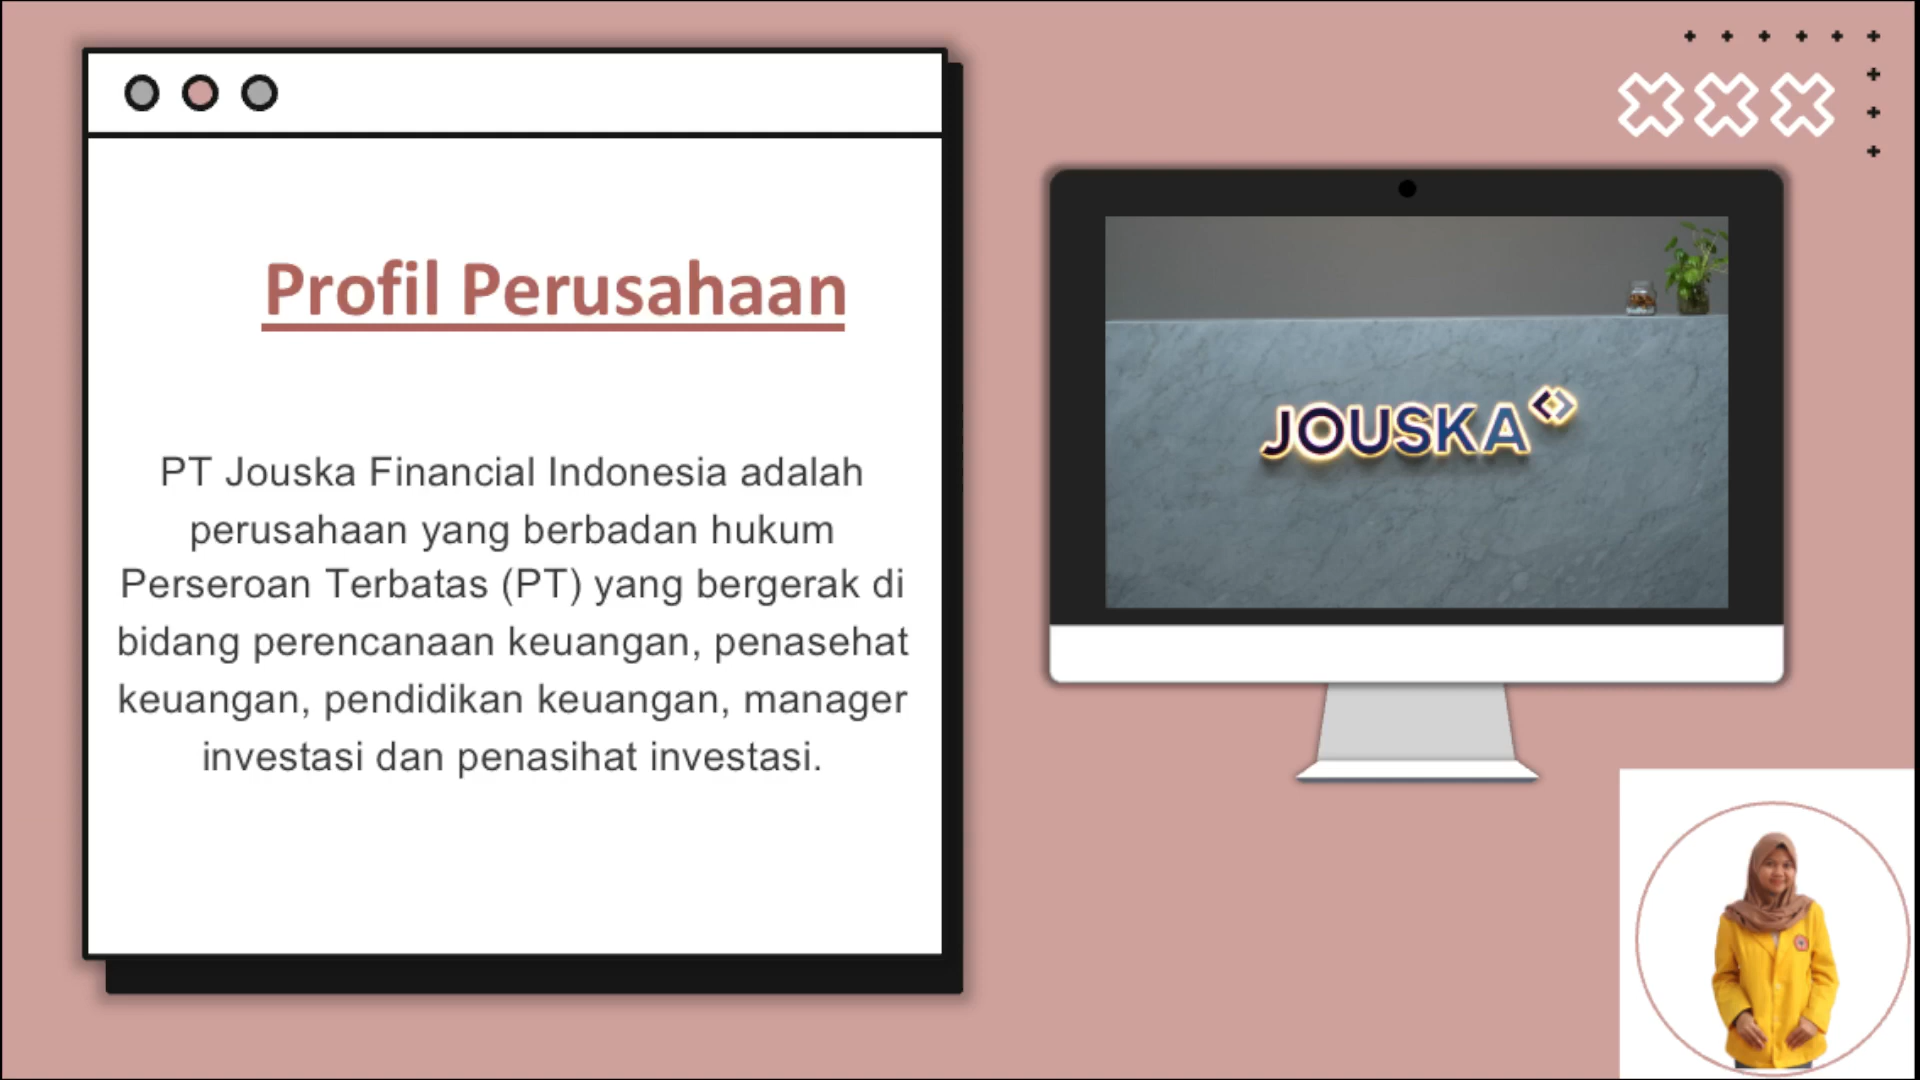 Profil Perusahaan
PT Jouska Financial Indonesia adalah
perusahaan yang berbadan hukum
Perseroan Terbatas (PT) yang bergerak di
bidang perencanaan keuangan, penasehat
keuangan, pendidikan keuangan, manager
investasi dan penasihat investasi.
JOUSKA